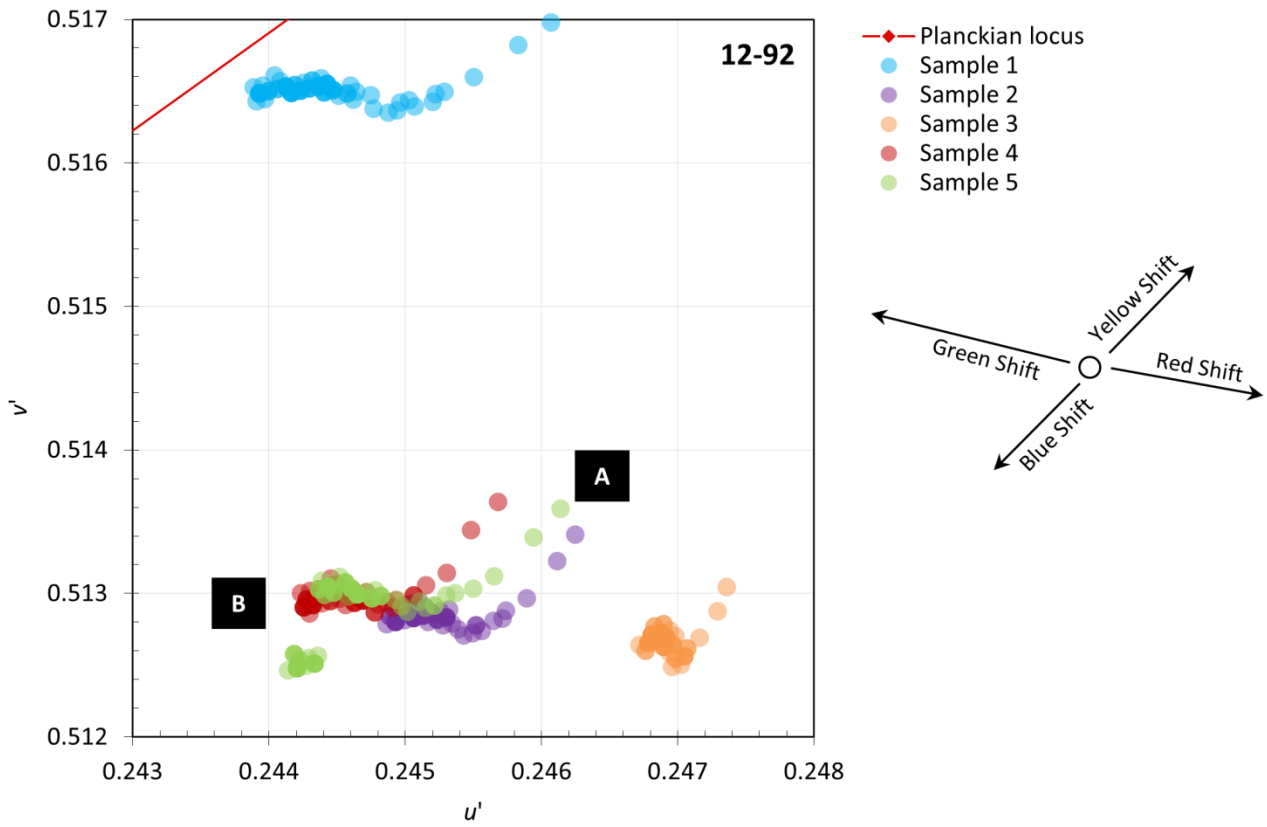 0.517
0.516
0.515
0.514
0.513
0.512
v'
0.243
0.244
0.245
0.246
0.247
0.248
u'
12-92
A
B
Planckian locus
Sample 1
Sample 2
Sample 3
Sample 4
Sample 5
Yellow Shift
Green Shift
Red Shift
Blue Shift